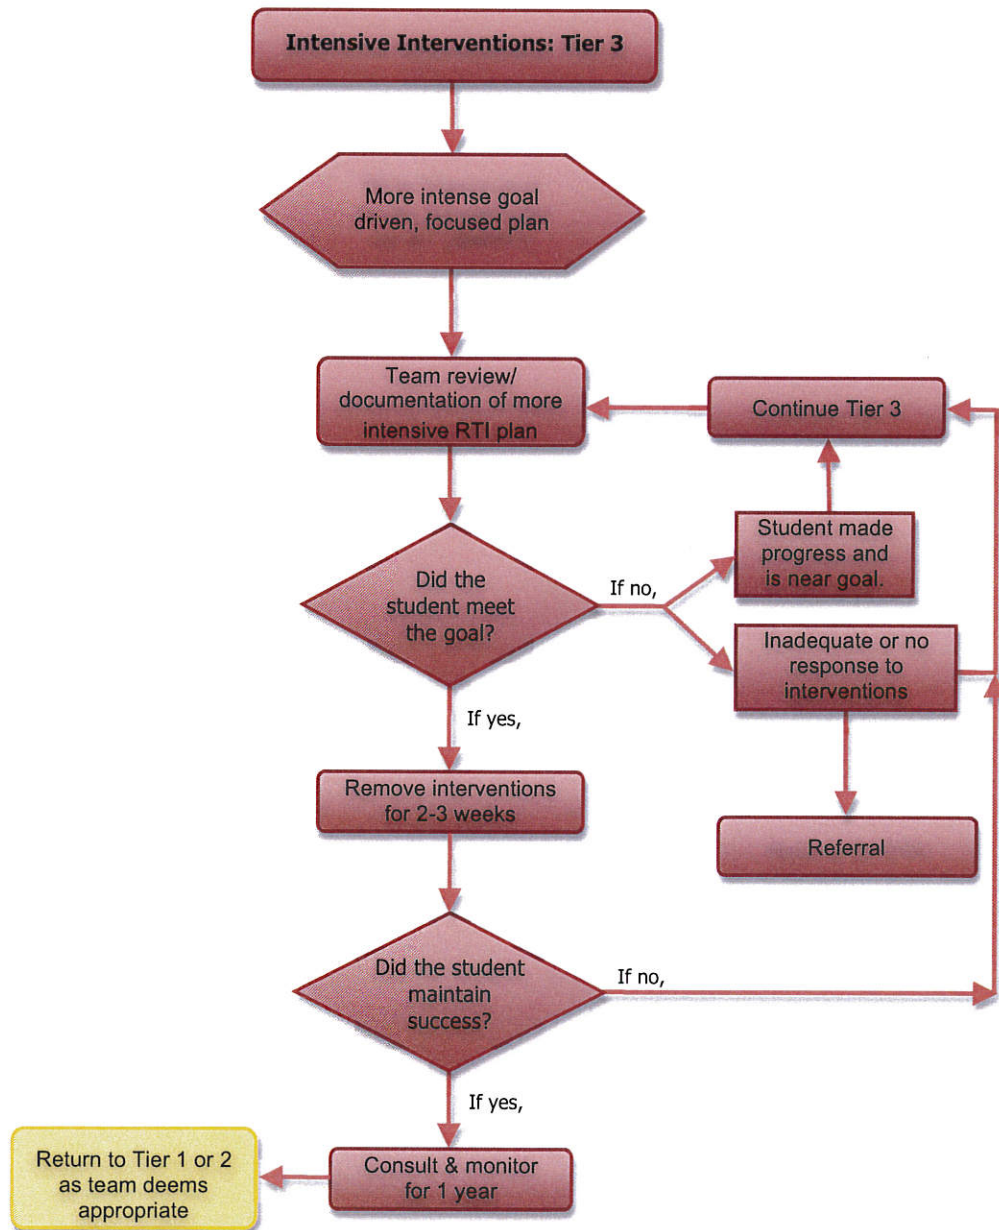 Intensive Interventions: Tier 3
More intense goal
driven, focused plan
Team review/
documentation of more
intensive RTI plan
Continue Tier 3
Student made
progress and
is near goal.
Did the
student meet
the goal?
If no,
Inadequate or no
response to
interventions
If yes,
Remove interventions
for 2-3 weeks
Referral
Did the student
maintain
success?
If no,
If yes,
Consult & monitor
for 1 year
Return to Tier 1 or 2
as team deems
appropriate